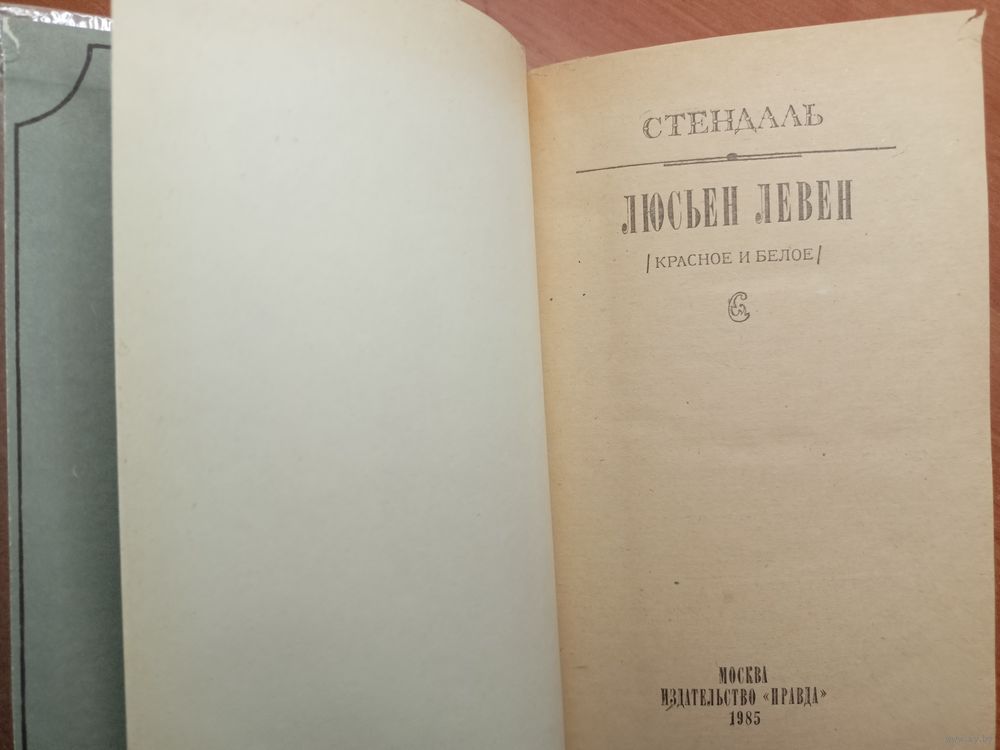 СТЕНДАЛЬ
ЛЮСЬЕН ЛЕВЕН
/КРАСНОЕ И БЕЛОЕ/
МОСКВА
ИЗДАТЕЛЬСТВО «ПРАВДА»
1985